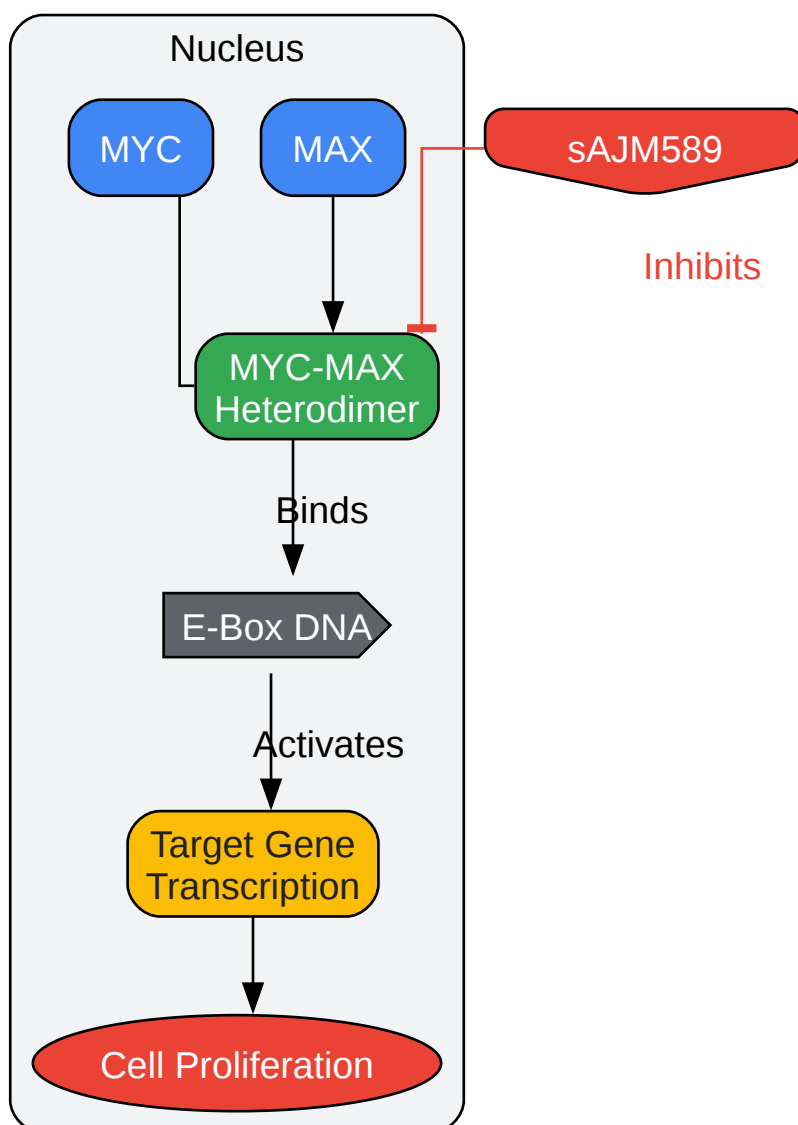 Nucleus
MYC
MAX
sAJM589
Inhibits
MYC-MAX
Heterodimer
Binds
E-Box DNA
Activates
Target Gene
Transcription
Cell Proliferation